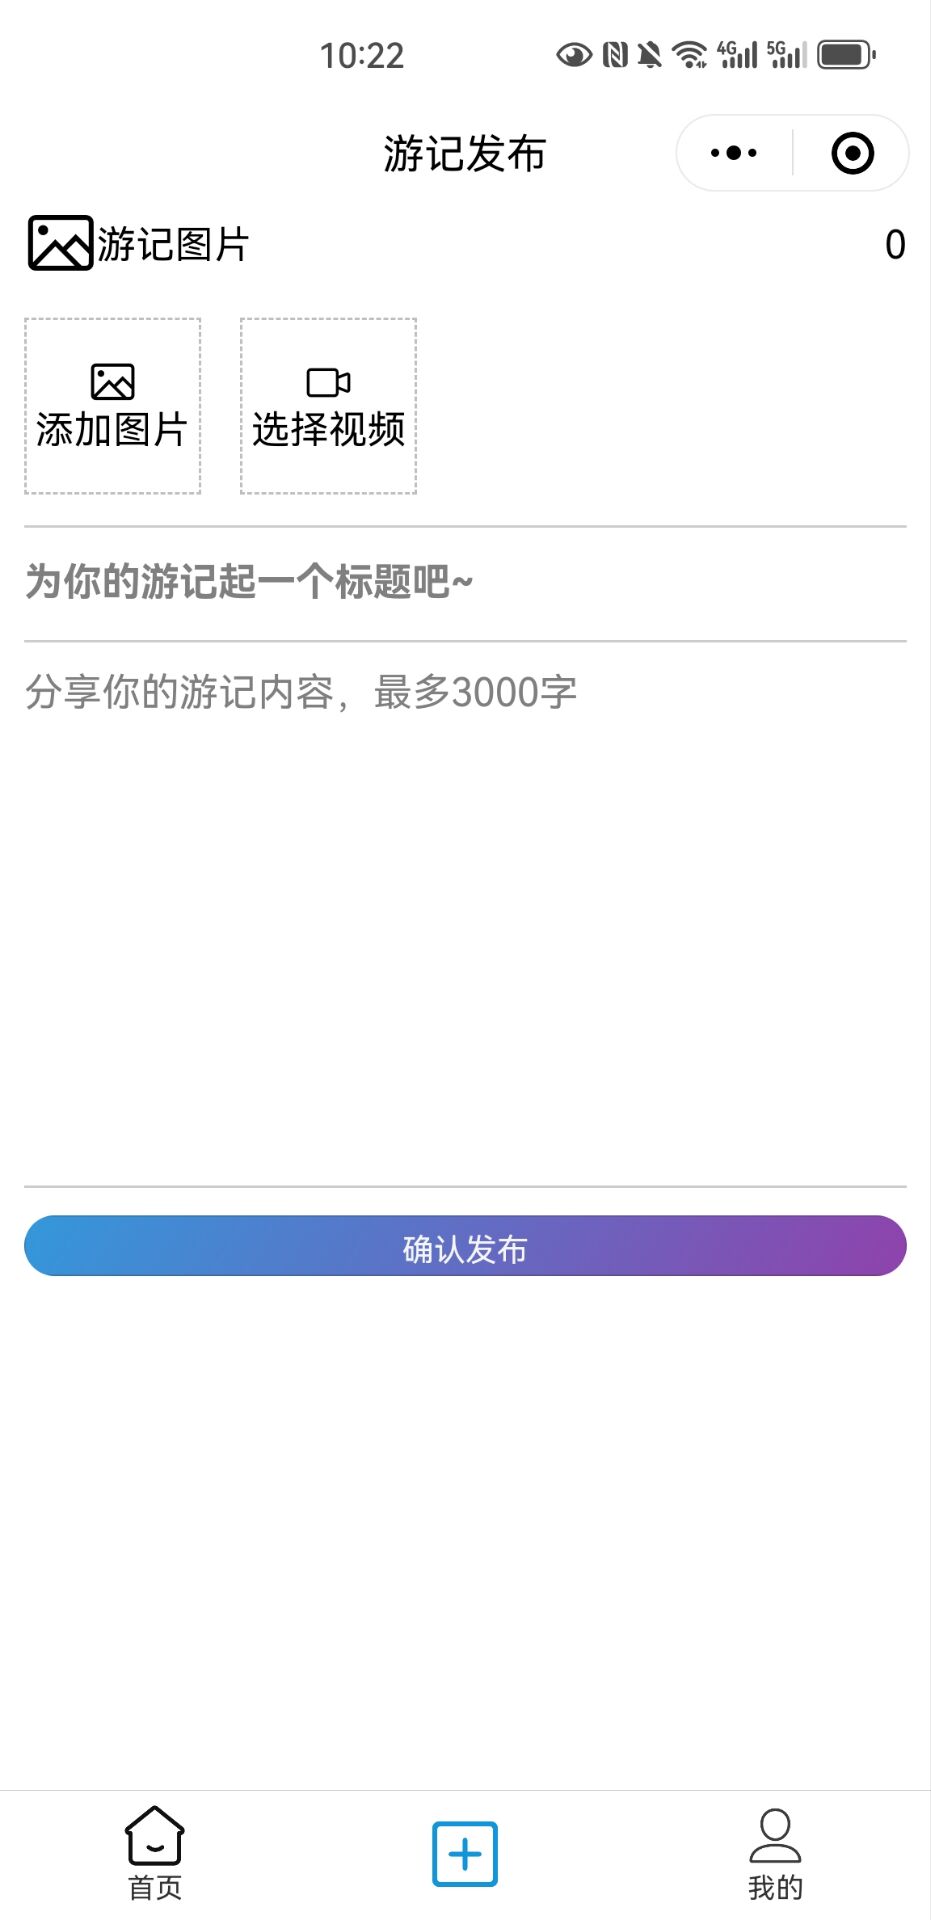 10:22
4G 5G
游记发布
游记图片 0
添加图片 选择视频
为你的游记起一个标题吧~
分享你的游记内容，最多3000字
确认发布
首页 我的